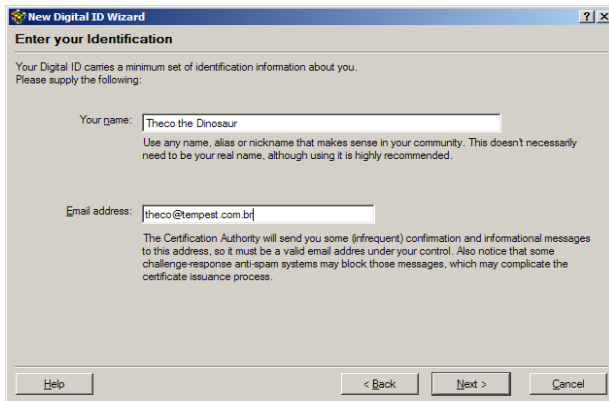 New Digital ID Wizard
Enter your Identification
Your Digital ID carries a minimum set of identification information about you.
Please supply the following:
Your name: Theco the Dinosaur
Use any name, alias or nickname that makes sense in your community. This doesn't necessarily
need to be your real name, although using it is highly recommended.
Email address: theco@tempest.com.br
The Certification Authority will send you some (infrequent) confirmation and informational messages
to this address, so it must be a valid email addres under your control. Also notice that some
challenge-response anti-spam systems may block those messages, which may complicate the
certificate issuance process.
Help < Back Next > Cancel